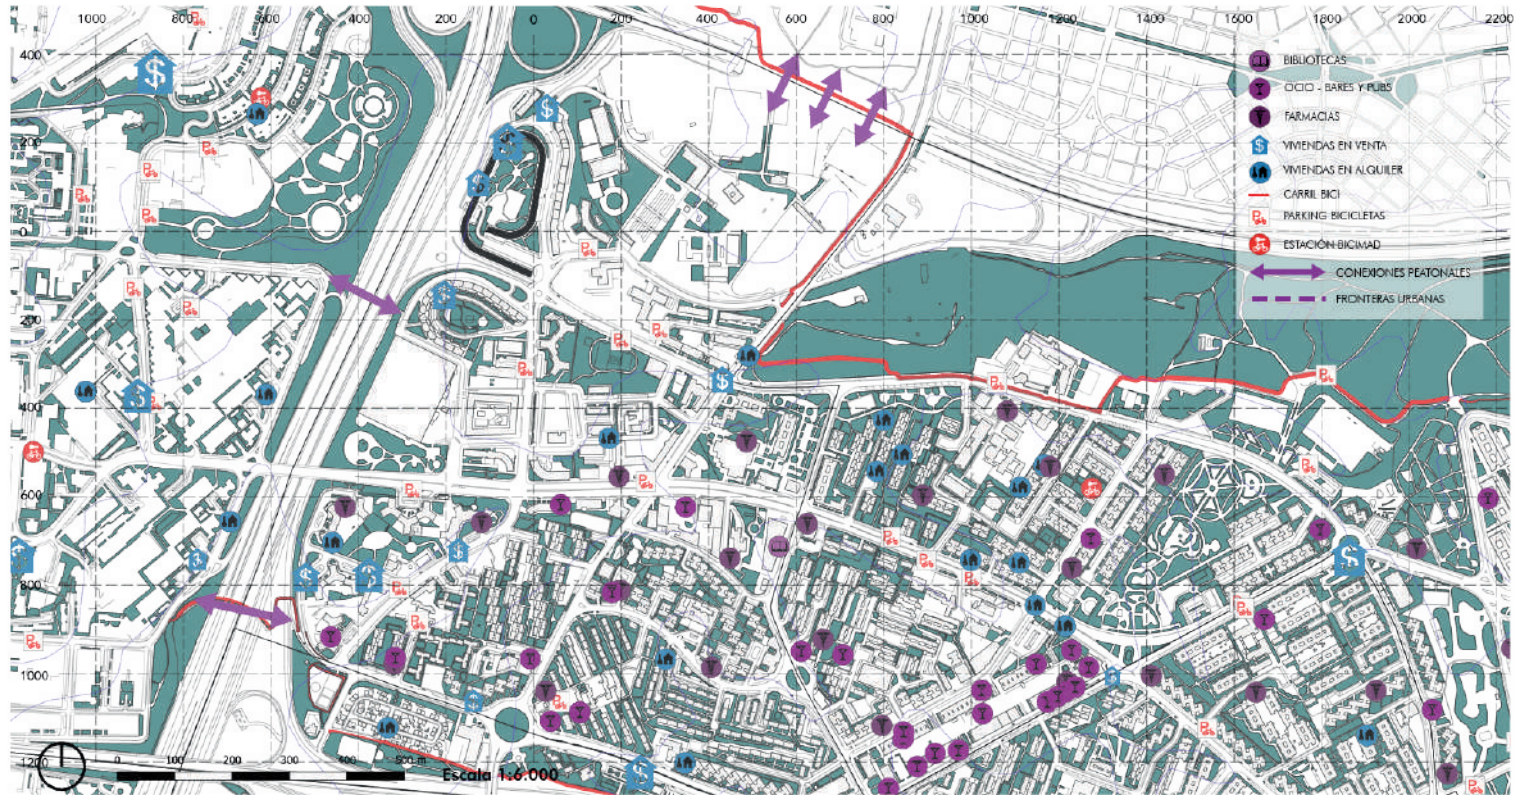 1000 800 600 400 200 0 200 400 600 800 1000 1200 1400 1600 1800 2000 2200
400
200
0
200
400
600
800
1000
1200
BIBLIOTECAS
OCIO - BARES Y PUBS
FARMACIAS
VIVIENDAS EN VENTA
VIVIENDAS EN ALQUILER
CARRIL BICI
PARKING BICICLETAS
ESTACIÓN BICIMAD
CONEXIONES PEATONALES
FRONTERAS URBANAS
0 100 200 300 400 500 m
Escala 1:6.000